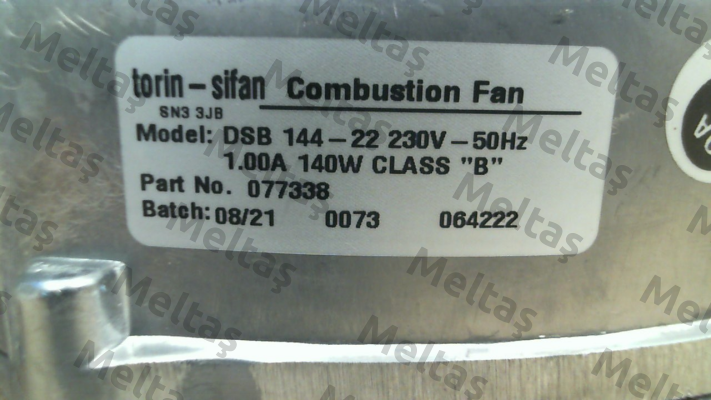 torin-sifan Combustion Fan
SN3 3JB
Model: DSB 144-22 230V-50Hz
1.00A 140W CLASS "B"
Part No. 077338
Batch: 08/21 0073 064222
Meltaş